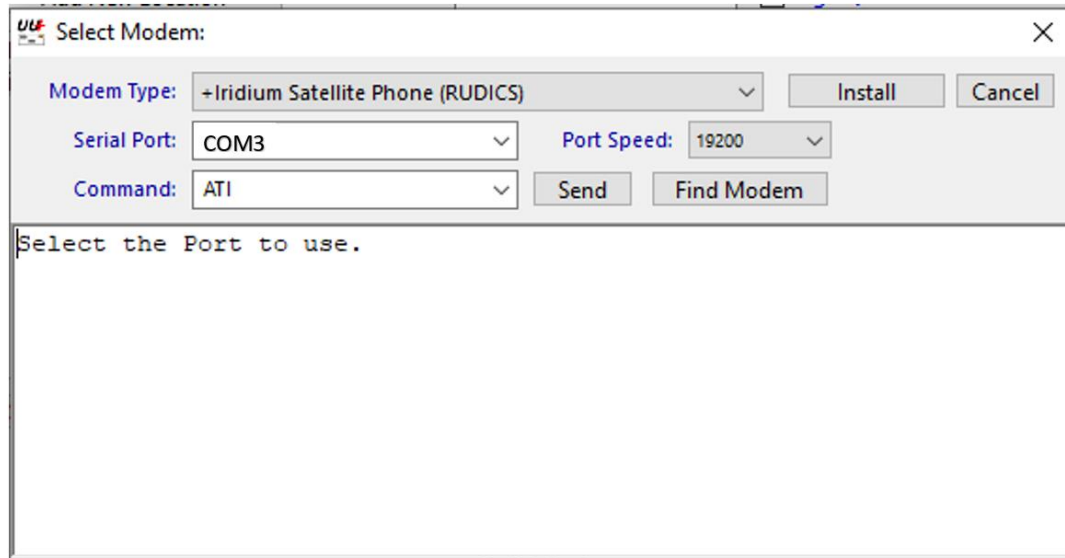 Select Modem:
Modem Type: +Iridium Satellite Phone (RUDICS) Install Cancel
Serial Port: COM3 Port Speed: 19200
Command: ATI Send Find Modem
Select the Port to use.